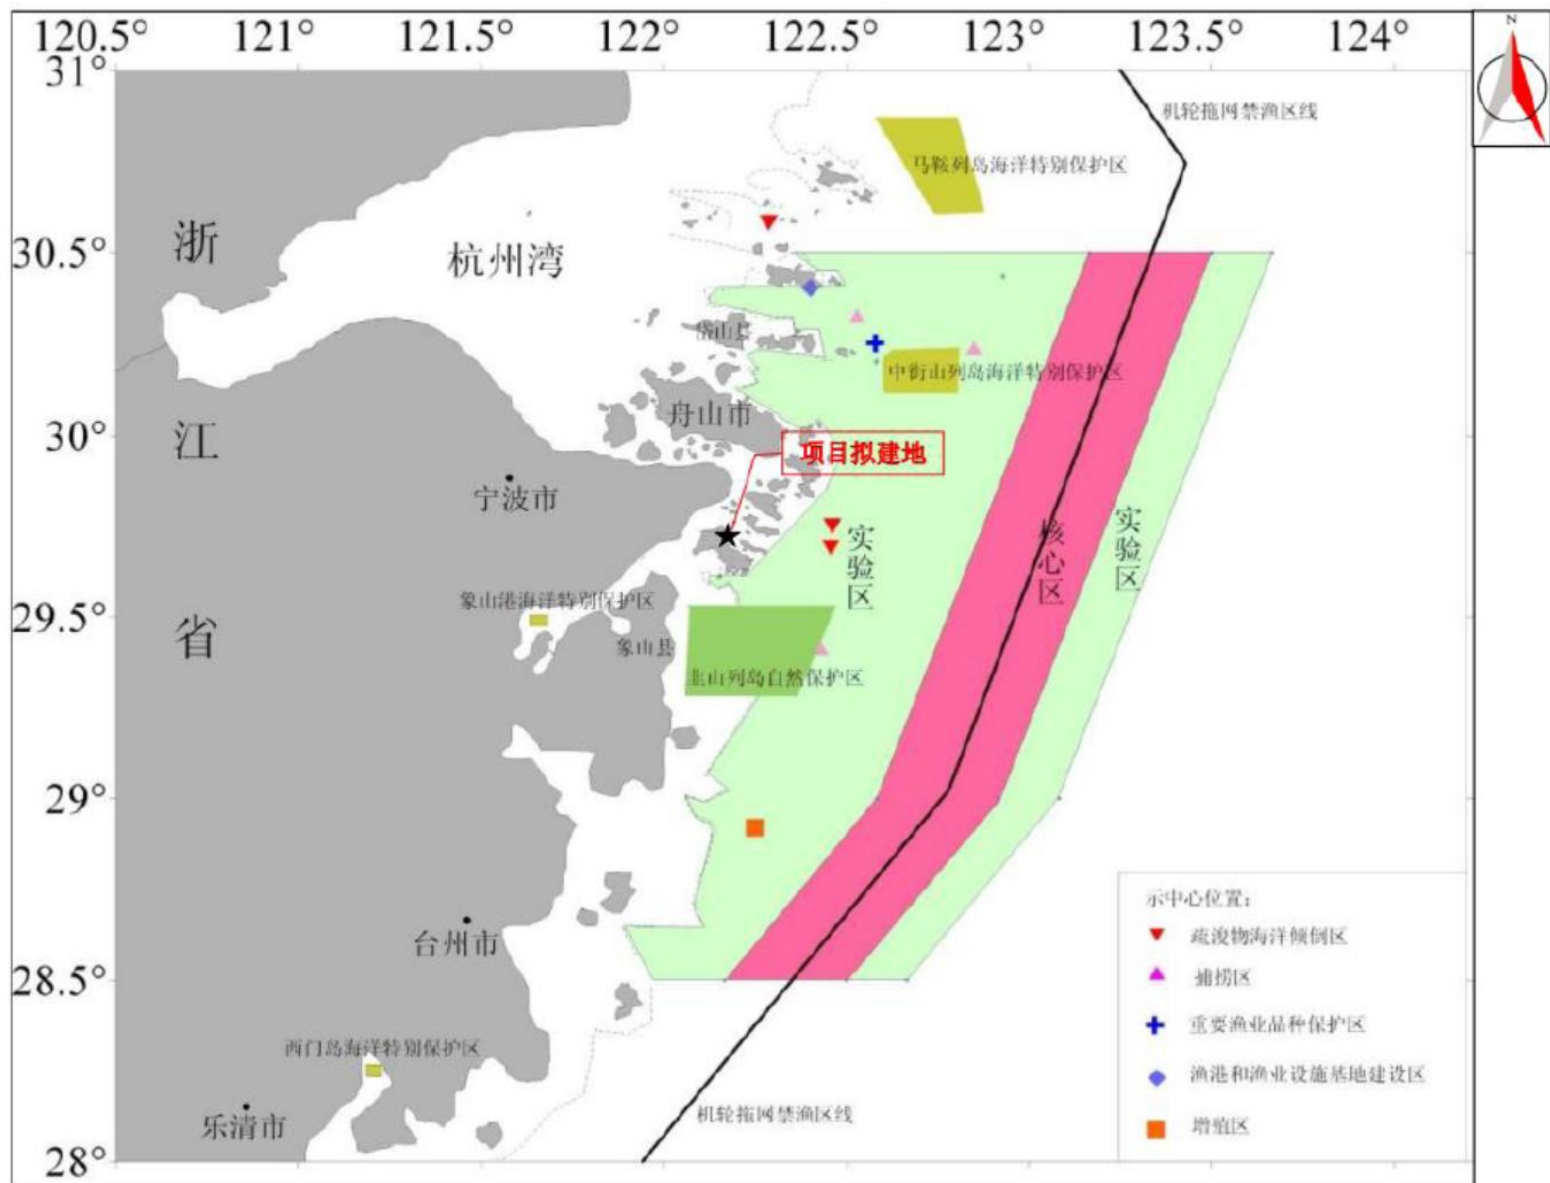 120.5° 121° 121.5° 122° 122.5° 123° 123.5° 124°
N
31°
机轮拖网禁渔区线
马鞍列岛海洋特别保护区
浙
30.5°
杭州湾
岱山县
中街山列岛海洋特别保护区
舟山市
30°
江
项目拟建地
宁波市
实验区
核心区
实验区
象山港海洋特别保护区
29.5°
省
象山县
韭山列岛自然保护区
29°
示中心位置：
疏浚物海洋倾倒区
台州市
捕捞区
28.5°
重要渔业品种保护区
西门岛海洋特别保护区
渔港和渔业设施基地建设区
乐清市
机轮拖网禁渔区线
增殖区
28°